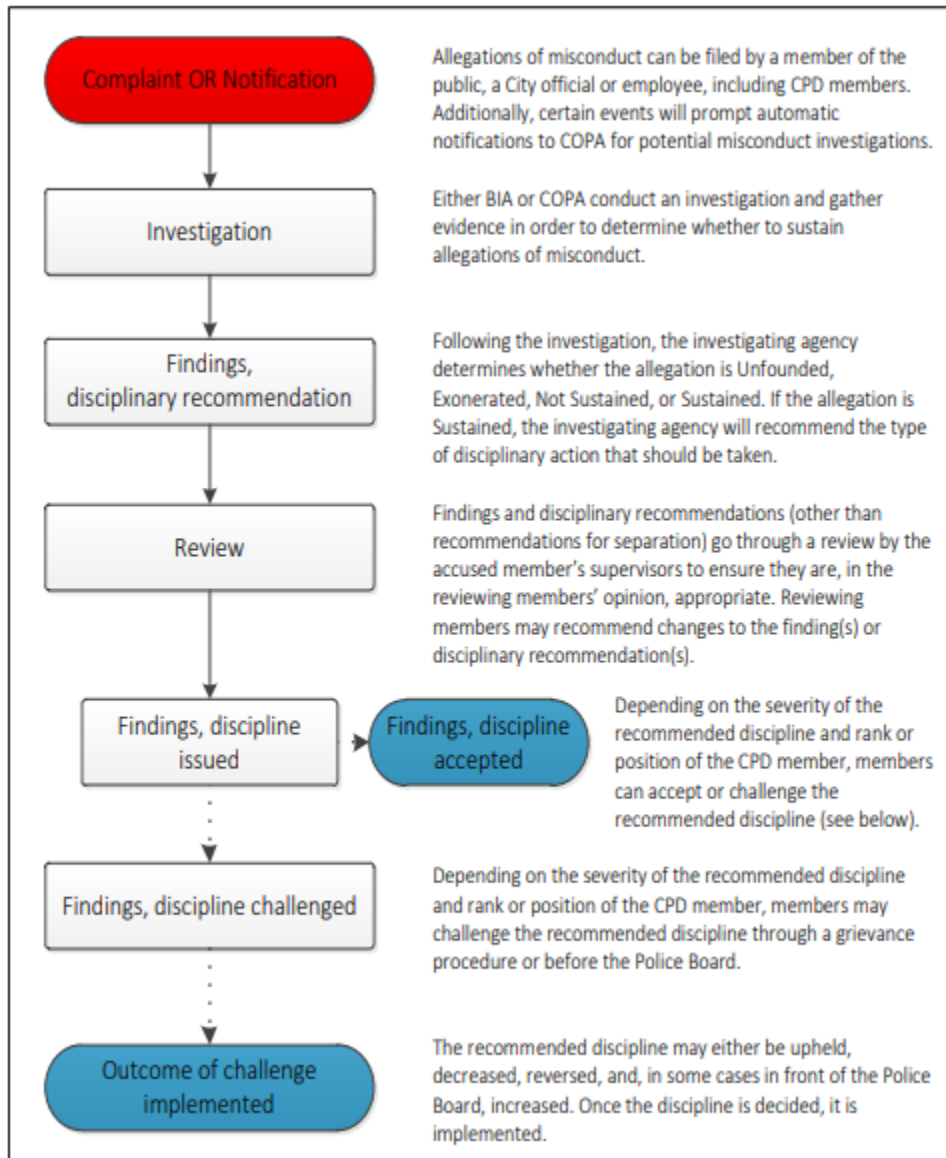 Complaint OR Notification
Allegations of misconduct can be filed by a member of the
public, a City official or employee, including CPD members.
Additionally, certain events will prompt automatic
notifications to COPA for potential misconduct investigations.
Investigation
Either BIA or COPA conduct an investigation and gather
evidence in order to determine whether to sustain
allegations of misconduct.
Findings,
disciplinary recommendation
Following the investigation, the investigating agency
determines whether the allegation is Unfounded,
Exonerated, Not Sustained, or Sustained. If the allegation is
Sustained, the investigating agency will recommend the type
of disciplinary action that should be taken.
Review
Findings and disciplinary recommendations (other than
recommendations for separation) go through a review by the
accused member's supervisors to ensure they are, in the
reviewing members' opinion, appropriate. Reviewing
members may recommend changes to the finding(s) or
disciplinary recommendation(s).
Findings, discipline
issued
Findings, discipline
accepted
Depending on the severity of the
recommended discipline and rank or
position of the CPD member, members
can accept or challenge the
recommended discipline (see below).
Findings, discipline challenged
Depending on the severity of the recommended discipline
and rank or position of the CPD member, members may
challenge the recommended discipline through a grievance
procedure or before the Police Board.
Outcome of challenge
implemented
The recommended discipline may either be upheld,
decreased, reversed, and, in some cases in front of the Police
Board, increased. Once the discipline is decided, it is
implemented.